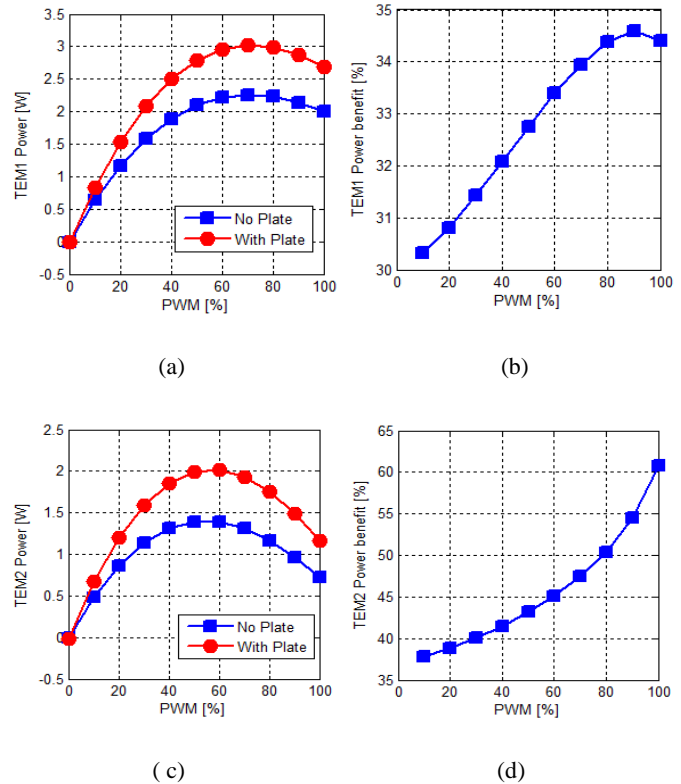 3.5
3
2.5
2
1.5
1
0.5
0
-0.5
TEM1 Power [W]
No Plate
With Plate
0 20 40 60 80 100
PWM [%]
(a)
35
34
33
32
31
30
TEM1 Power benefit [%]
0 20 40 60 80 100
PWM [%]
(b)
2.5
2
1.5
1
0.5
0
-0.5
TEM2 Power [W]
No Plate
With Plate
0 20 40 60 80 100
PWM [%]
( c)
65
60
55
50
45
40
35
TEM2 Power benefit [%]
0 20 40 60 80 100
PWM [%]
(d)